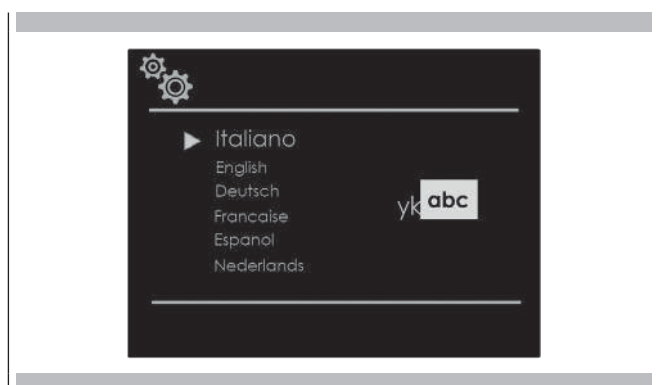 Italiano
English
Deutsch
Francaise
Espanol
Nederlands
yk abc